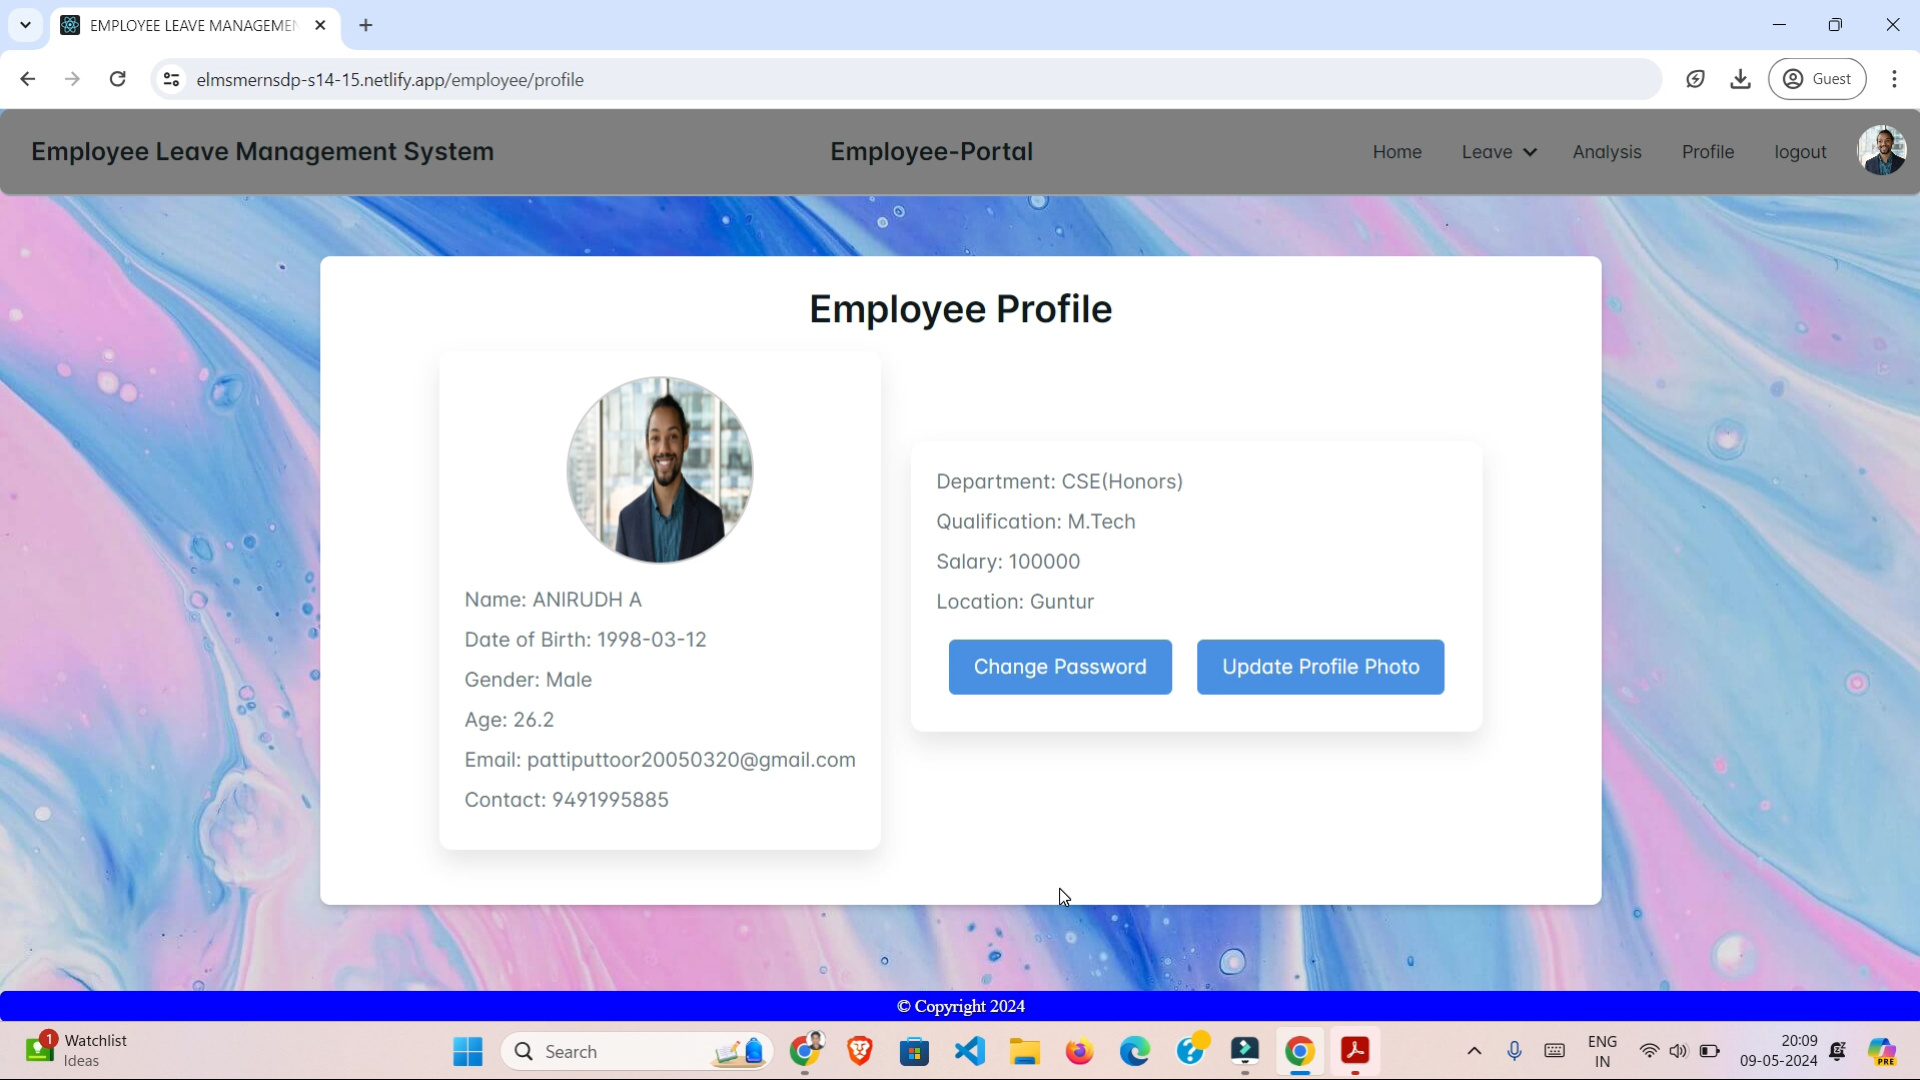 EMPLOYEE LEAVE MANAGEMEN
elmsmernsdp-s14-15.netlify.app/employee/profile
Guest
Employee Leave Management System
Employee-Portal
Home
Leave
Analysis
Profile
logout
Employee Profile
Name: ANIRUDH A
Date of Birth: 1998-03-12
Gender: Male
Age: 26.2
Email: pattiputtoor20050320@gmail.com
Contact: 9491995885
Department: CSE(Honors)
Qualification: M.Tech
Salary: 100000
Location: Guntur
Change Password
Update Profile Photo
© Copyright 2024
1
Watchlist
Ideas
Search
ENG
IN
20:09
09-05-2024
PRE